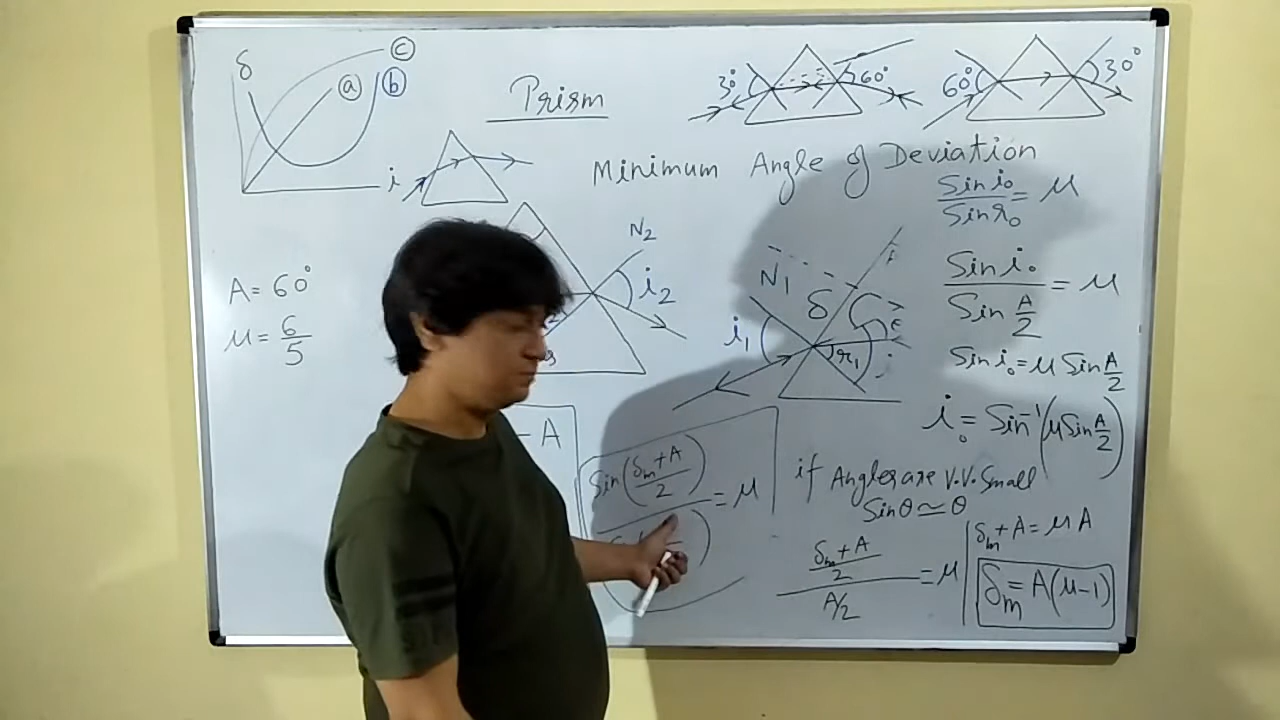 δ
a
b
c
i
Prism
30°
60°
60°
30°
Minimum Angle of Deviation
A = 60°
μ = 6/5
N2
i2
N1
i1
δ
r1
Sin i₀/Sin r₀ = μ
Sin i₀/Sin A/2 = μ
Sin i₀ = μ Sin A/2
i₀ = Sin⁻¹(μ Sin A/2)
- A
Sin(δm+A/2)
= μ
if Angles are V.V. Small
Sinθ ≃ θ
δm+A/2
A/2
= μ
δm + A = μ A
δm = A(μ-1)